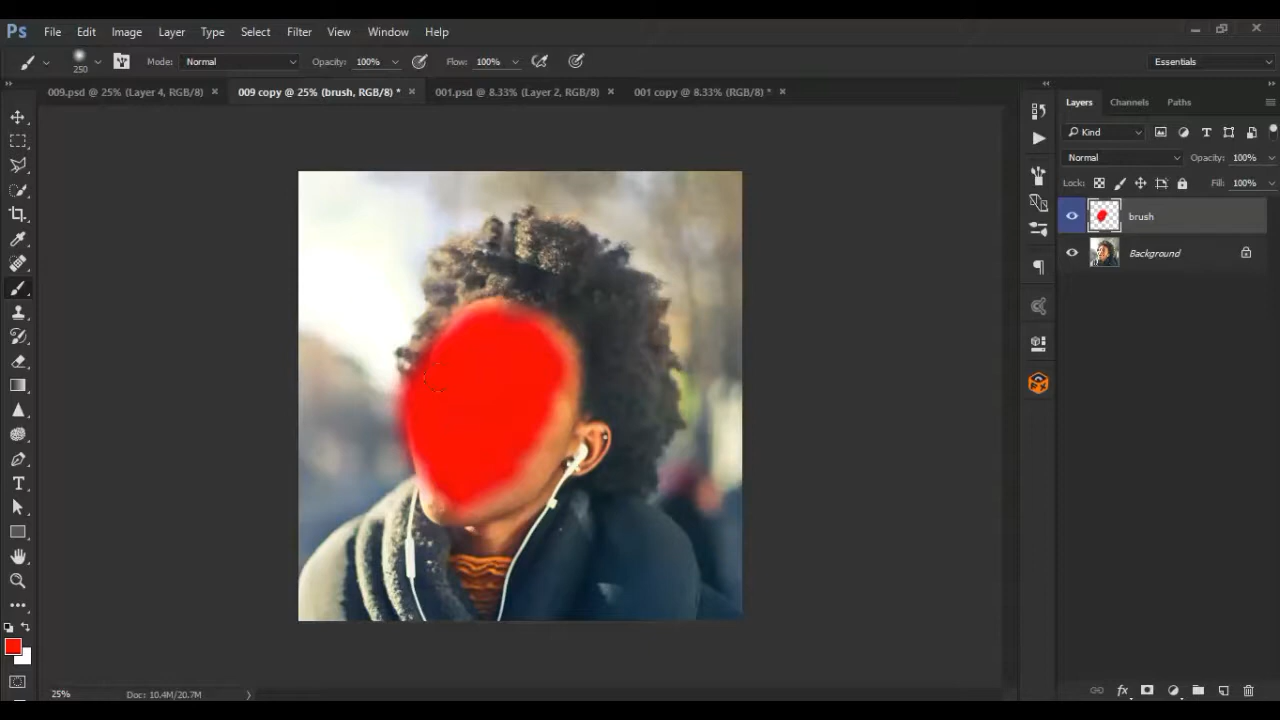 Ps File Edit Image Layer Type Select Filter View Window Help
250 Mode: Normal Opacity: 100% Flow: 100% Essentials
009.psd @ 25% (Layer 4, RGB/8) × 009 copy @ 25% (brush, RGB/8) * × 001.psd @ 8.33% (Layer 2, RGB/8) × 001 copy @ 8.33% (RGB/8) * ×
Layers Channels Paths
Kind
Normal Opacity: 100%
Lock: Fill: 100%
brush
Background
25% Doc: 10.4M/20.7M